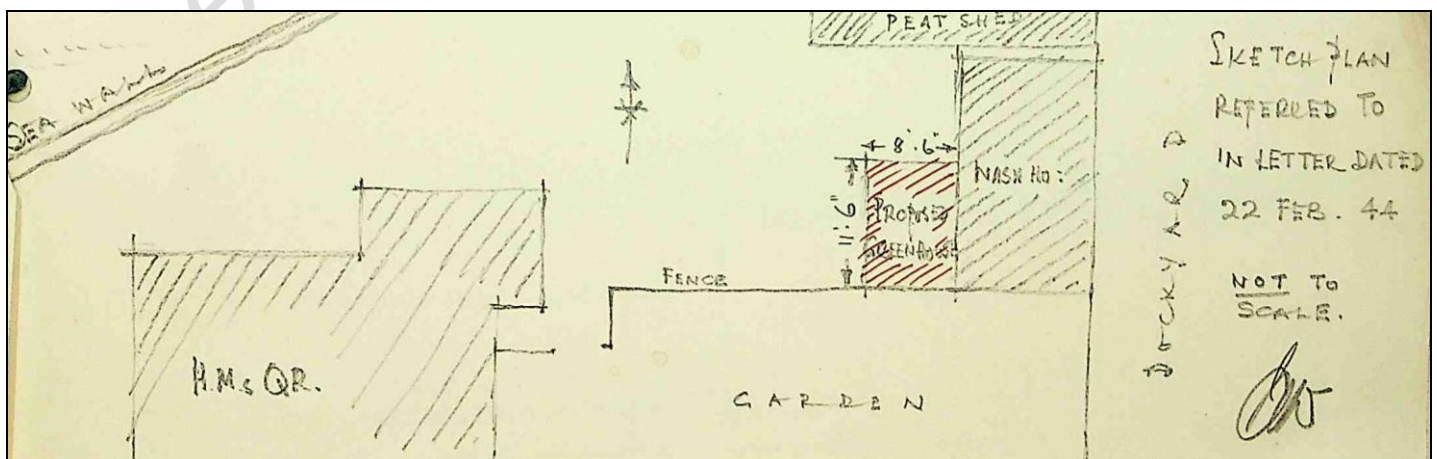 PEAT SHED
SEA WALL
8'.6"
11'.6"
PROPOSED
GREENHOUSE
WASH HO:
FENCE
H.M.s QR.
GARDEN
DOCKYARD
SKETCH PLAN
REFERRED TO
IN LETTER DATED
22 FEB. 44
NOT TO
SCALE.